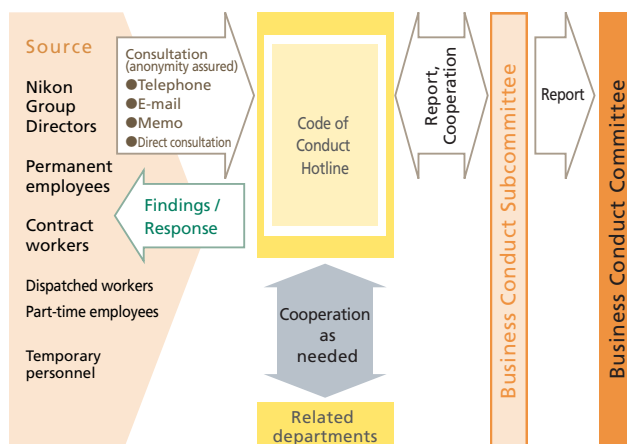 Source
Nikon
Group
Directors
Permanent
employees
Contract
workers
Dispatched workers
Part-time employees
Temporary
personnel
Consultation
(anonymity assured)
●Telephone
●E-mail
●Memo
●Direct consultation
Findings /
Response
Code of
Conduct
Hotline
Cooperation
as
needed
Related
departments
Report,
Cooperation
Business Conduct Subcommittee
Report
Business Conduct Committee